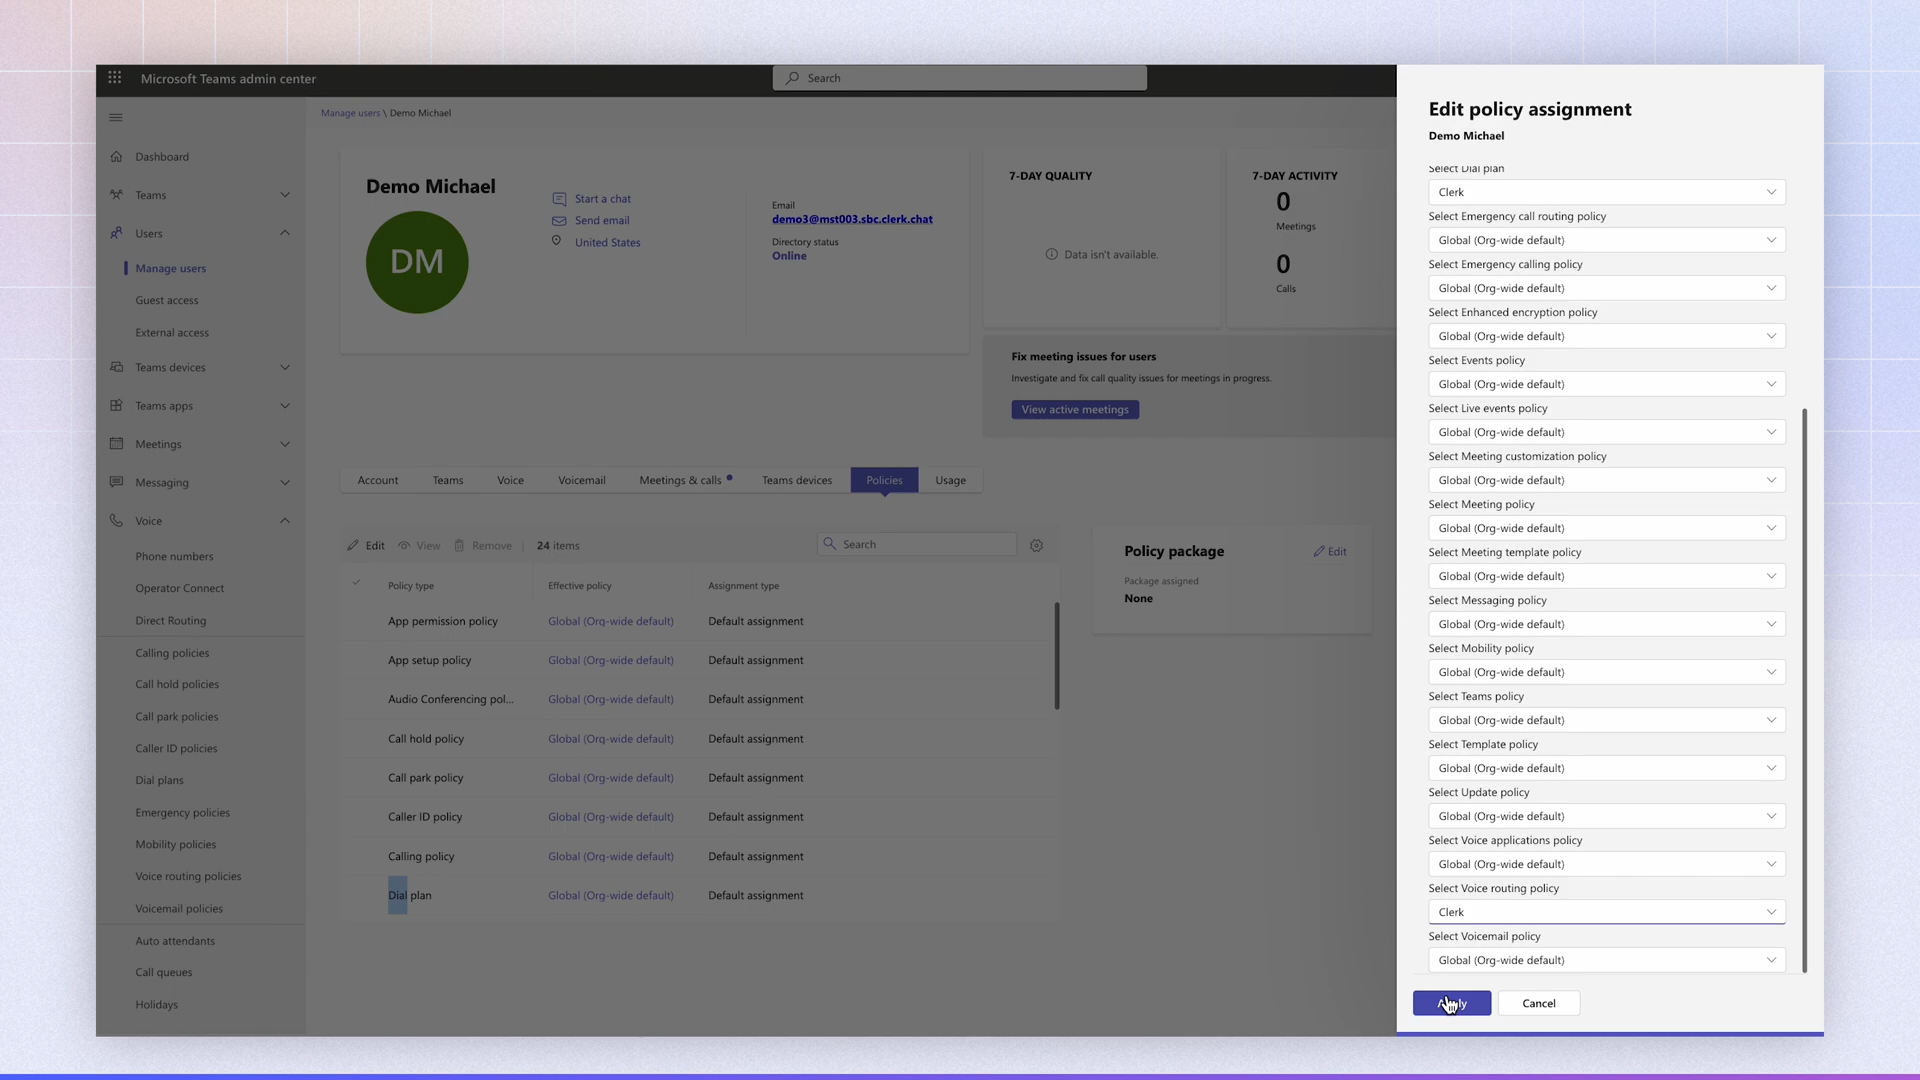 Microsoft Teams admin center
Search
Manage users \ Demo Michael
Dashboard
Teams
Users
Manage users
Guest access
External access
Teams devices
Teams apps
Meetings
Messaging
Voice
Phone numbers
Operator Connect
Direct Routing
Calling policies
Call hold policies
Call park policies
Caller ID policies
Dial plans
Emergency policies
Mobility policies
Voice routing policies
Voicemail policies
Auto attendants
Call queues
Holidays
Demo Michael
DM
Start a chat
Send email
United States
Email
demo3@mst003.sbc.clerk.chat
Directory status
Online
7-DAY QUALITY
Data isn't available.
7-DAY ACTIVITY
0
Meetings
0
Calls
Fix meeting issues for users
Investigate and fix call quality issues for meetings in progress.
View active meetings
Account Teams Voice Voicemail Meetings & calls Teams devices Policies Usage
Edit View Remove 24 items Search
Policy type Effective policy Assignment type
App permission policy Global (Org-wide default) Default assignment
App setup policy Global (Org-wide default) Default assignment
Audio Conferencing pol... Global (Org-wide default) Default assignment
Call hold policy Global (Org-wide default) Default assignment
Call park policy Global (Org-wide default) Default assignment
Caller ID policy Global (Org-wide default) Default assignment
Calling policy Global (Org-wide default) Default assignment
Dial plan Global (Org-wide default) Default assignment
Policy package Edit
Package assigned
None
Edit policy assignment
Demo Michael
Select Dial plan
Clerk
Select Emergency call routing policy
Global (Org-wide default)
Select Emergency calling policy
Global (Org-wide default)
Select Enhanced encryption policy
Global (Org-wide default)
Select Events policy
Global (Org-wide default)
Select Live events policy
Global (Org-wide default)
Select Meeting customization policy
Global (Org-wide default)
Select Meeting policy
Global (Org-wide default)
Select Meeting template policy
Global (Org-wide default)
Select Messaging policy
Global (Org-wide default)
Select Mobility policy
Global (Org-wide default)
Select Teams policy
Global (Org-wide default)
Select Template policy
Global (Org-wide default)
Select Update policy
Global (Org-wide default)
Select Voice applications policy
Global (Org-wide default)
Select Voice routing policy
Clerk
Select Voicemail policy
Global (Org-wide default)
Apply Cancel